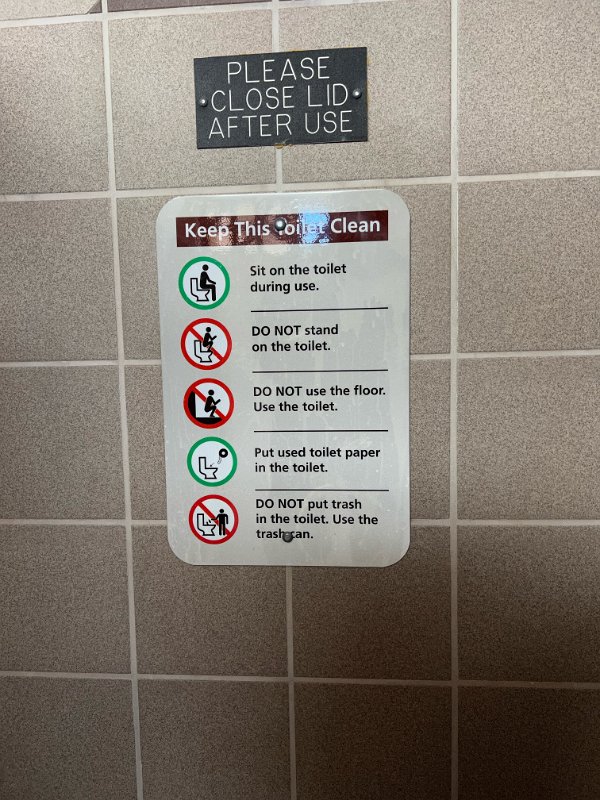 PLEASE
CLOSE LID
AFTER USE
Keep This Toilet Clean
Sit on the toilet
during use.
DO NOT stand
on the toilet.
DO NOT use the floor.
Use the toilet.
Put used toilet paper
in the toilet.
DO NOT put trash
in the toilet. Use the
trash can.